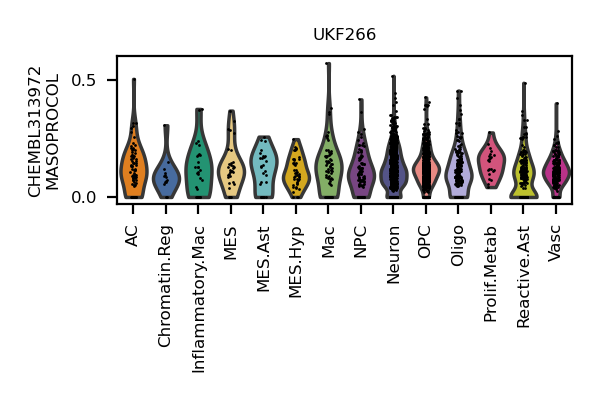 UKF266
CHEMBL313972
MASOPROCOL
0.5
0.0
AC
Chromatin.Reg
Inflammatory.Mac
MES
MES.Ast
MES.Hyp
Mac
NPC
Neuron
OPC
Oligo
Prolif.Metab
Reactive.Ast
Vasc